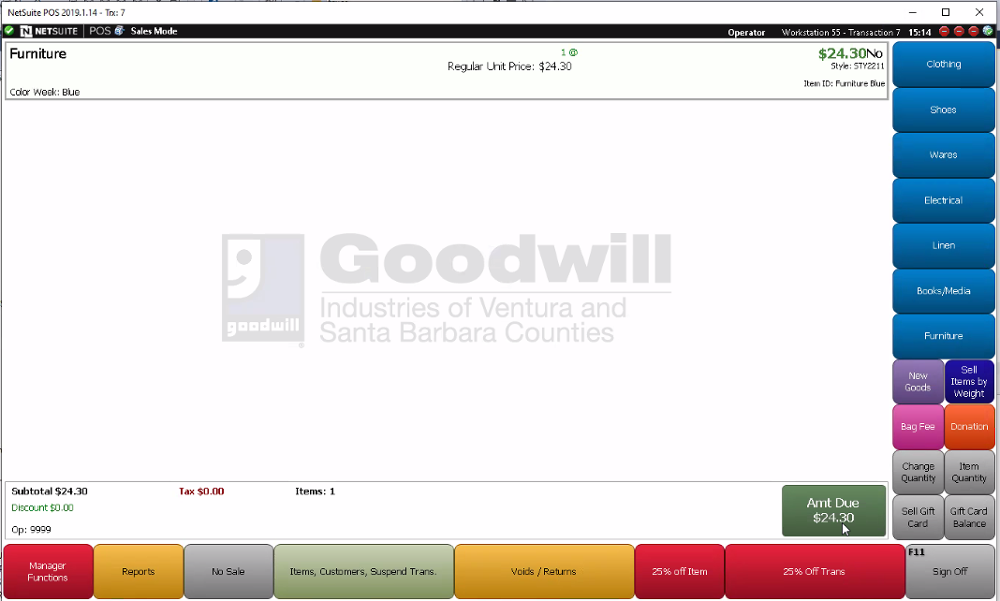 NetSuite POS 2019.1.14 - Trx: 7
NETSUITE POS Sales Mode Operator Workstation 55 - Transaction 7 15:14
Furniture
1 @
$24.30No
Regular Unit Price: $24.30
Style: STY2211
Item ID: Furniture Blue
Color Week: Blue
Goodwill
Industries of Ventura and
Santa Barbara Counties
goodwill
®
Subtotal $24.30 Tax $0.00 Items: 1
Discount $0.00
Op: 9999
Amt Due
$24.30
Clothing
Shoes
Wares
Electrical
Linen
Books/Media
Furniture
New
Goods
Sell
Items by
Weight
Bag Fee
Donation
Change
Quantity
Item
Quantity
Sell Gift
Card
Gift Card
Balance
Manager
Functions
Reports
No Sale
Items, Customers, Suspend Trans.
Voids / Returns
25% off Item
25% Off Trans
F11
Sign Off